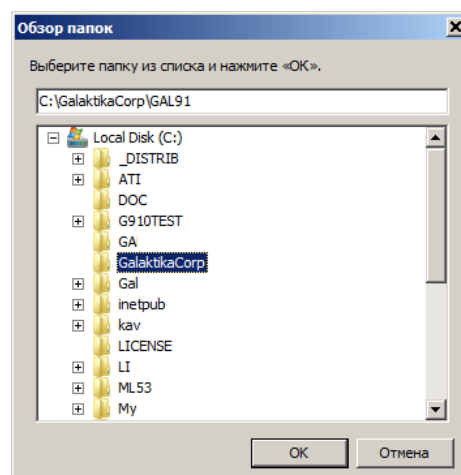 Обзор папок
Выберите папку из списка и нажмите «ОК».
C:\GalaktikaCorp\GAL91
Local Disk (C:)
_DISTRIB
ATI
DOC
G910TEST
GA
GalaktikaCorp
Gal
inetpub
kav
LICENSE
LI
ML53
My
ОК
Отмена